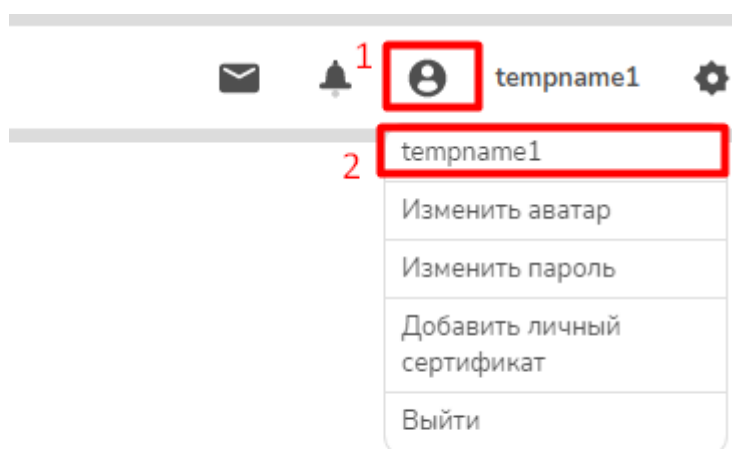 1
tempname1
2
tempname1
Изменить аватар
Изменить пароль
Добавить личный
сертификат
Выйти